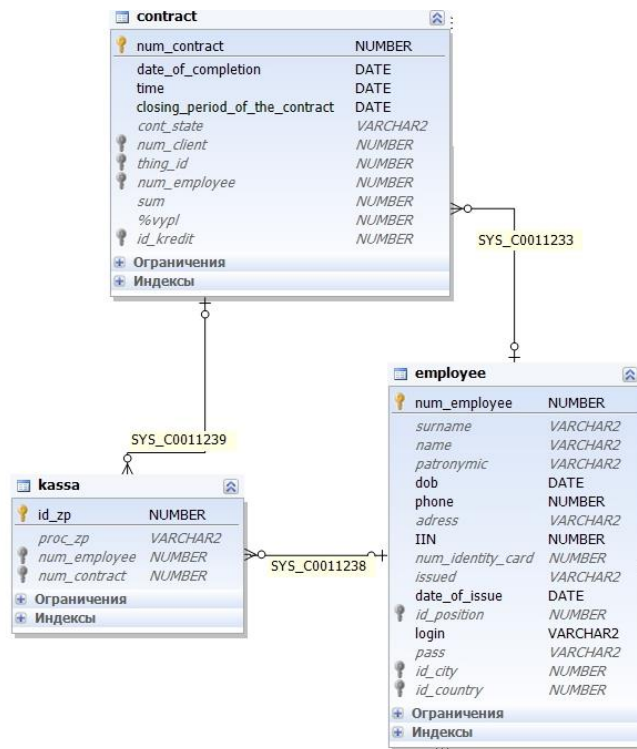 contract
num_contract NUMBER
date_of_completion DATE
time DATE
closing_period_of_the_contract DATE
cont_state VARCHAR2
num_client NUMBER
thing_id NUMBER
num_employee NUMBER
sum NUMBER
%vypl NUMBER
id_kredit NUMBER
Ограничения
Индексы
SYS_C0011233
SYS_C0011239
employee
num_employee NUMBER
surname VARCHAR2
name VARCHAR2
patronymic VARCHAR2
dob DATE
phone NUMBER
adress VARCHAR2
IIN NUMBER
num_identity_card NUMBER
issued VARCHAR2
date_of_issue DATE
id_position NUMBER
login VARCHAR2
pass VARCHAR2
id_city NUMBER
id_country NUMBER
Ограничения
Индексы
kassa
id_zp NUMBER
proc_zp VARCHAR2
num_employee NUMBER
num_contract NUMBER
Ограничения
Индексы
SYS_C0011238